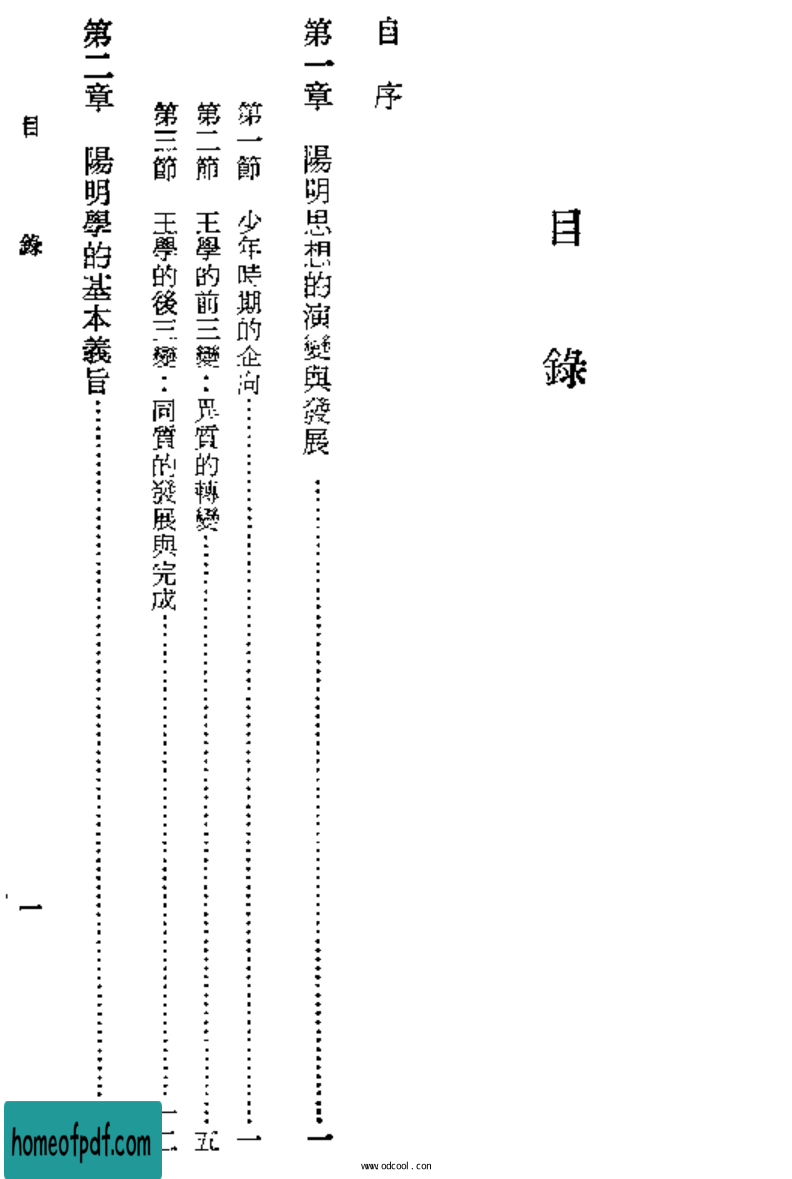 目錄
自序
第一章 陽明思想的演變與發展……一
第一節 少年時期的企向……一
第二節 王學的前三變：異質的轉變……五
第三節 王學的後三變：同質的發展與完成……一二
第二章 陽明學的基本義旨……
目錄 一
homeofpdf.com
www.odcool.com